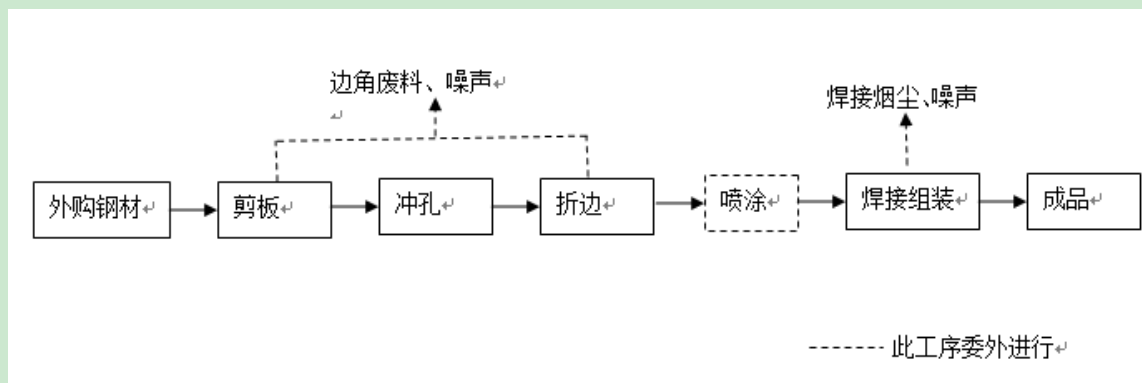 边角废料、噪声
焊接烟尘、噪声
外购钢材
剪板
冲孔
折边
喷涂
焊接组装
成品
此工序委外进行